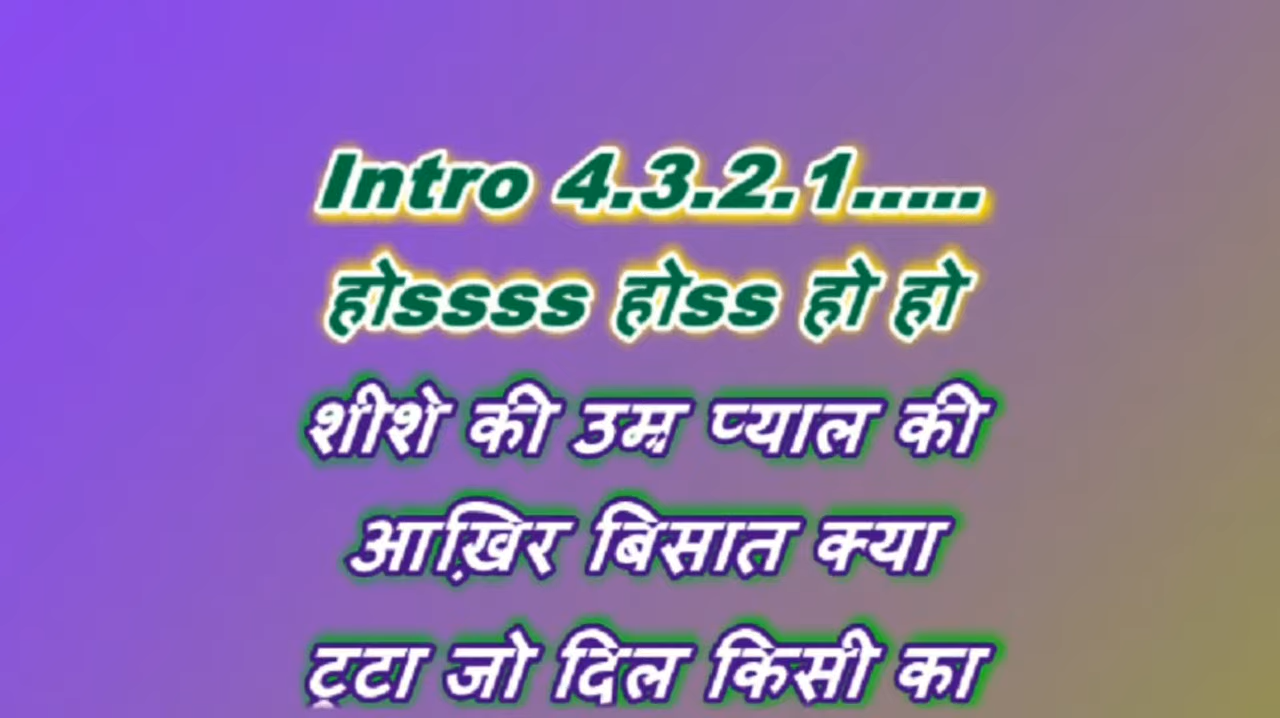 Intro 4.3.2.1.....
होssss होss हो हो
शीशे की उम्र प्याल की
आख़िर बिसात क्या
टूटा जो दिल किसी का